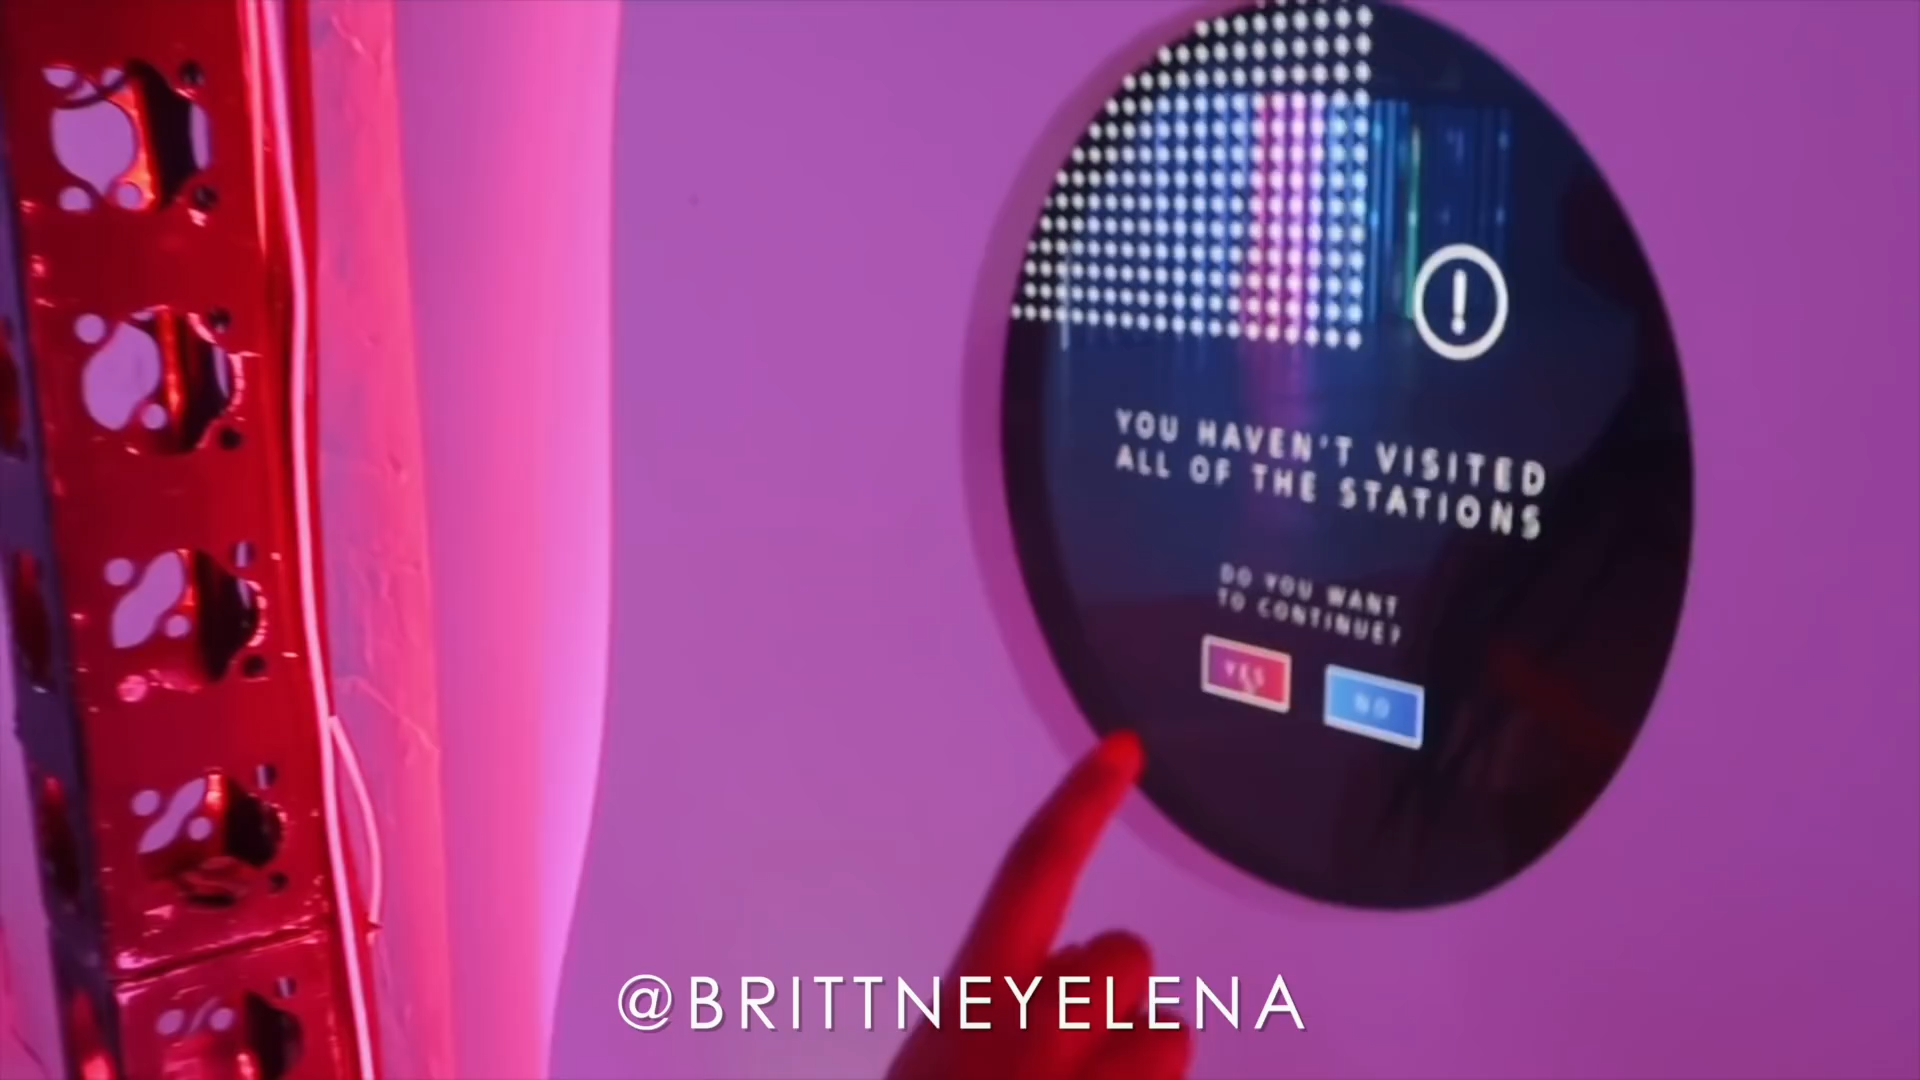 YOU HAVEN'T VISITED
ALL OF THE STATIONS
DO YOU WANT
TO CONTINUE?
YES
NO
@BRITTNEYELENA